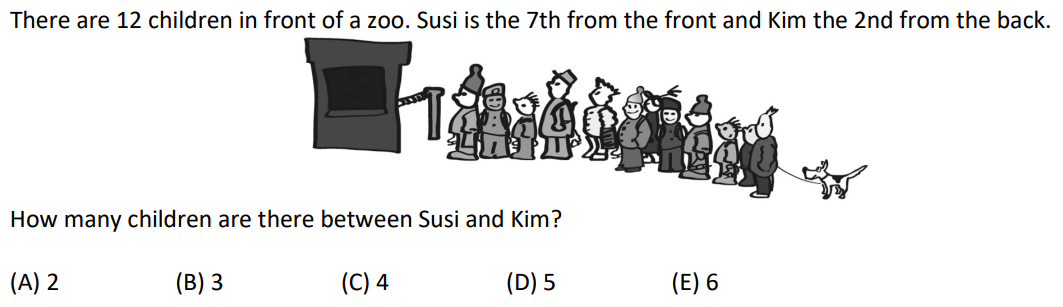 There are 12 children in front of a zoo. Susi is the 7th from the front and Kim the 2nd from the back.
How many children are there between Susi and Kim?
(A) 2 (B) 3 (C) 4 (D) 5 (E) 6